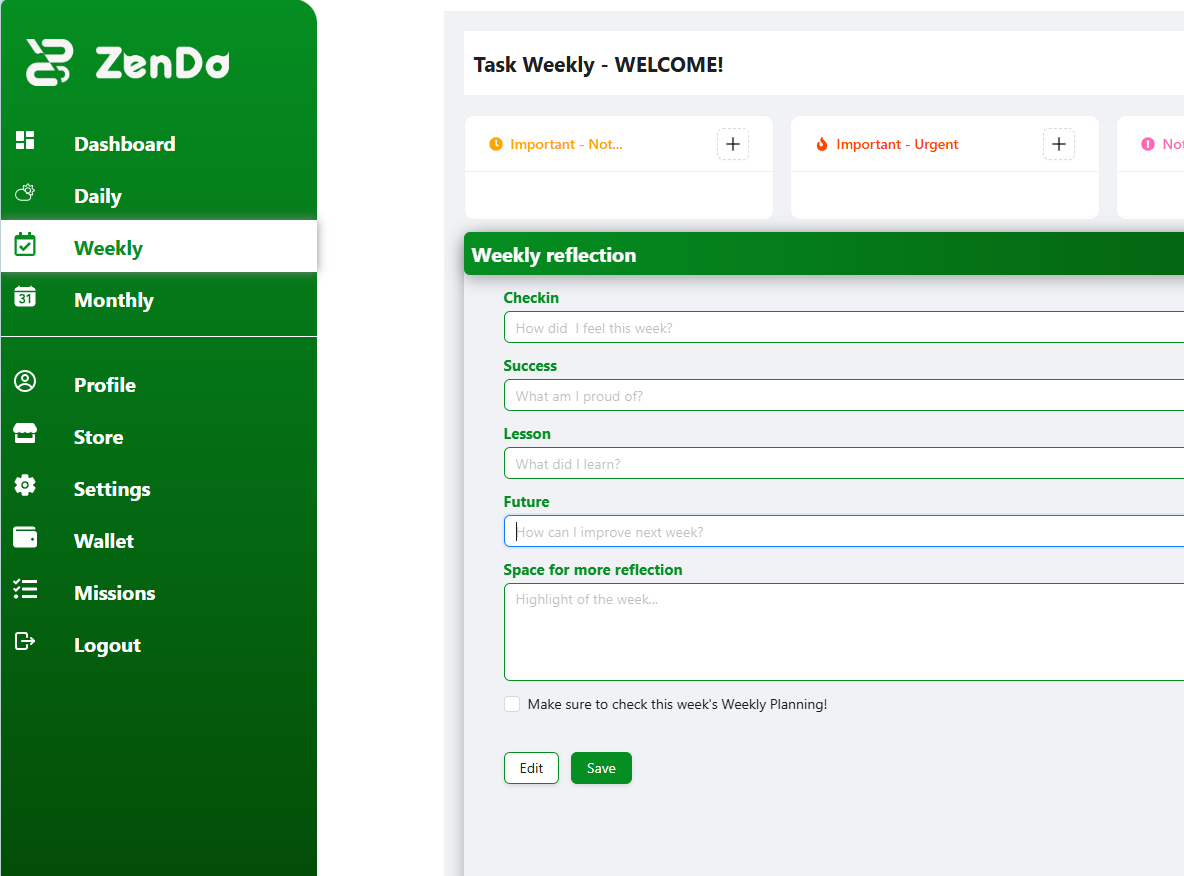 ZenDo
Dashboard
Daily
Weekly
31
Monthly
Profile
Store
Settings
Wallet
Missions
Logout
Task Weekly - WELCOME!
Important - Not...
Important - Urgent
Not
Weekly reflection
Checkin
How did  I feel this week?
Success
What am I proud of?
Lesson
What did I learn?
Future
How can I improve next week?
Space for more reflection
Highlight of the week...
Make sure to check this week's Weekly Planning!
Edit
Save